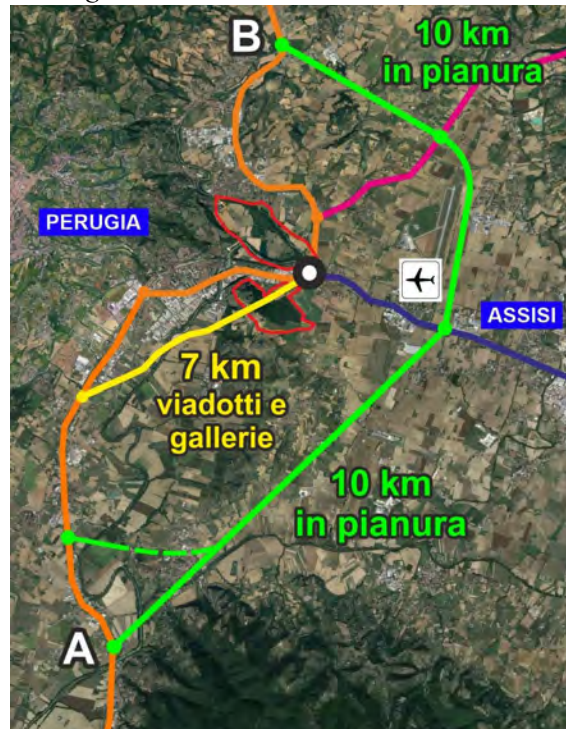 B
10 km
in pianura
PERUGIA
ASSISI
7 km
viadotti e
gallerie
10 km
in pianura
A